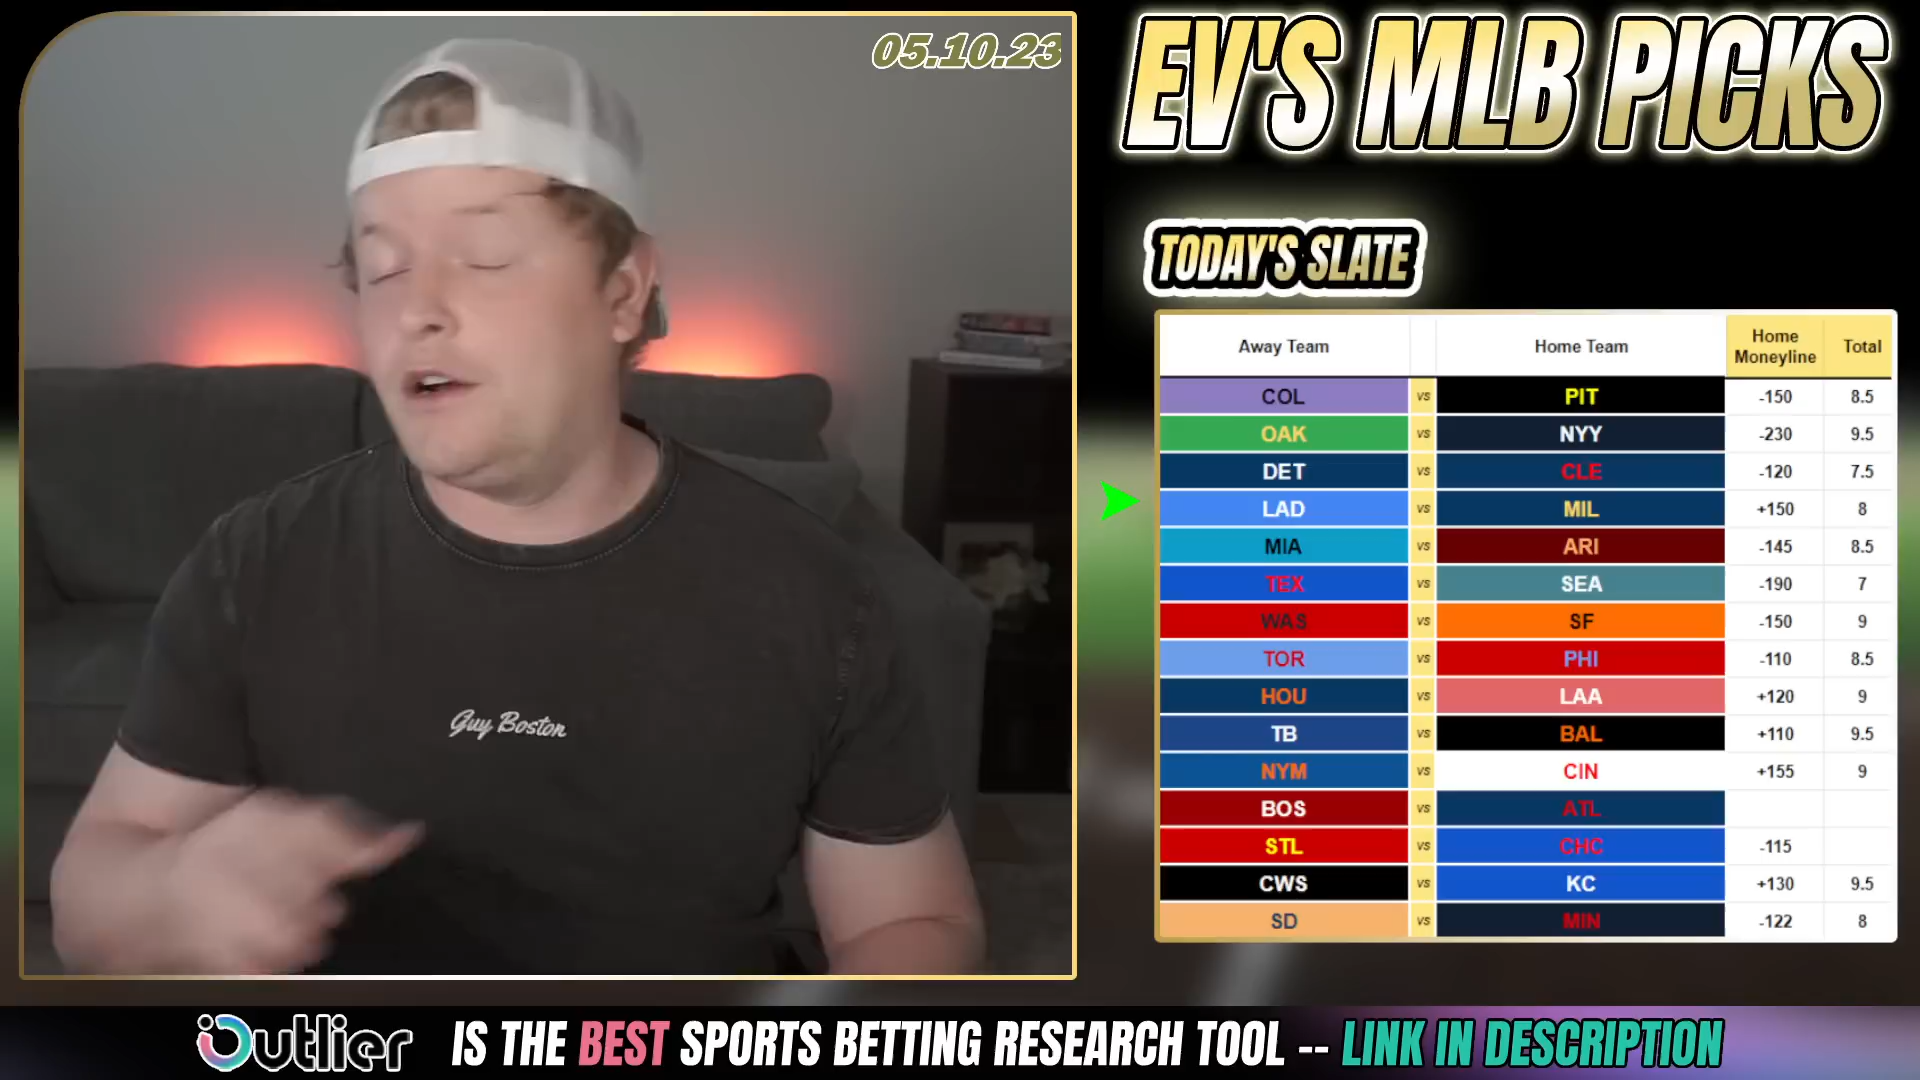 05.10.23
EV'S MLB PICKS
TODAY'S SLATE
Away Team Home Team Home Moneyline Total
COL vs PIT -150 8.5
OAK vs NYY -230 9.5
DET vs CLE -120 7.5
LAD vs MIL +150 8
MIA vs ARI -145 8.5
TEX vs SEA -190 7
WAS vs SF -150 9
TOR vs PHI -110 8.5
HOU vs LAA +120 9
TB vs BAL +110 9.5
NYM vs CIN +155 9
BOS vs ATL
STL vs CHC -115
CWS vs KC +130 9.5
SD vs MIN -122 8
Guy Boston
Outlier IS THE BEST SPORTS BETTING RESEARCH TOOL -- LINK IN DESCRIPTION